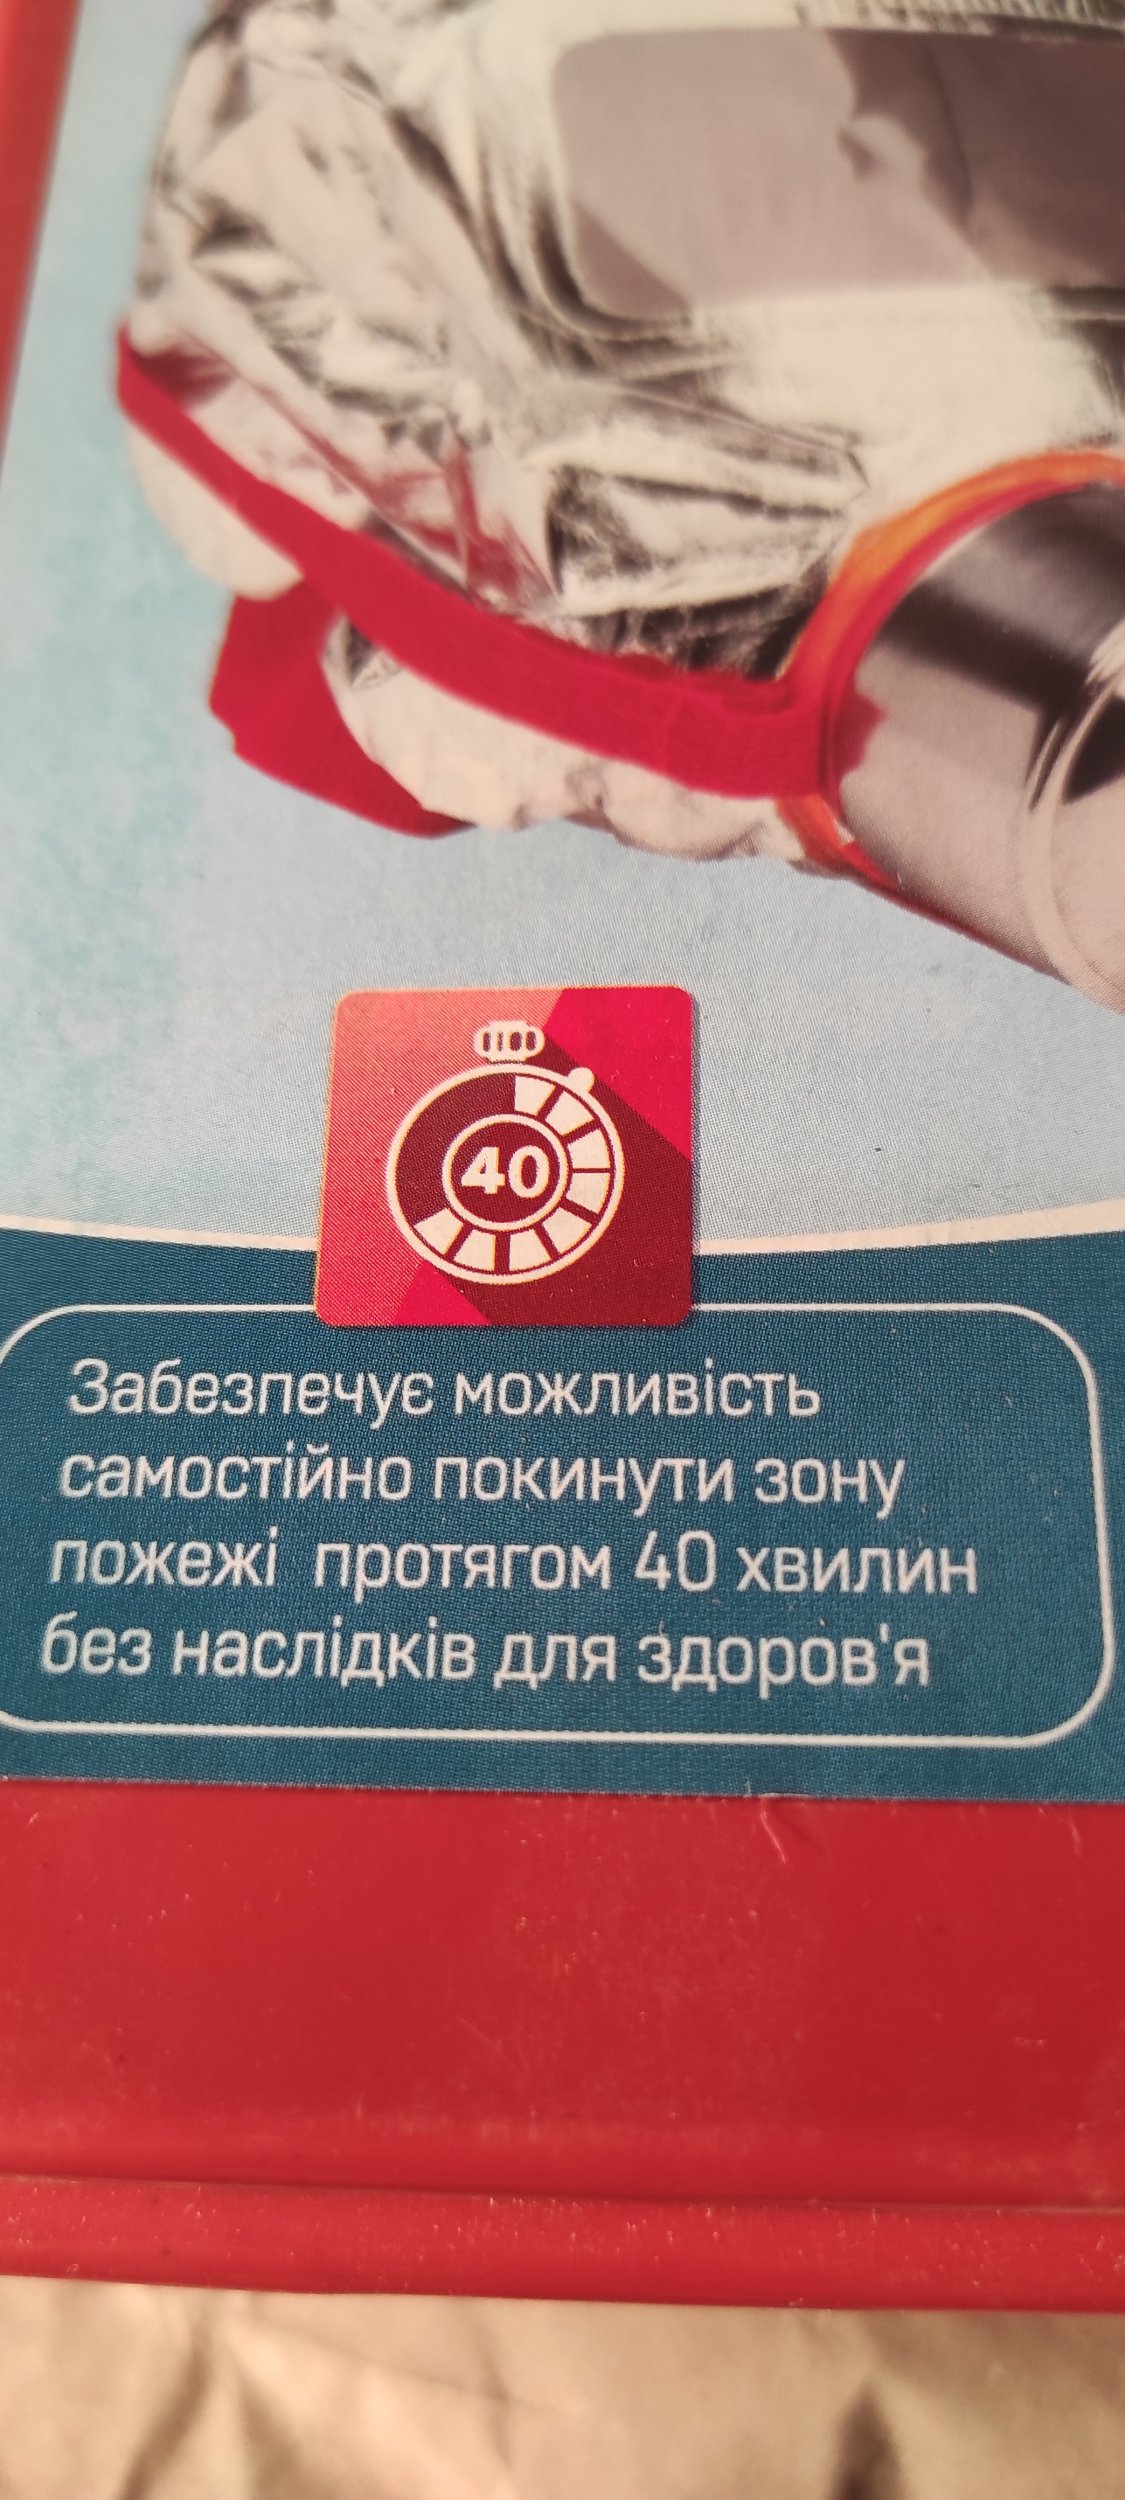 40
Забезпечує можливість
самостійно покинути зону
пожежі протягом 40 хвилин
без наслідків для здоров'я